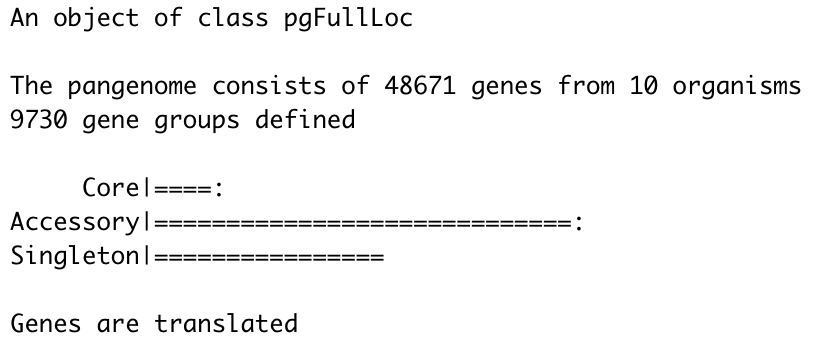 An object of class pgFullLoc
The pangenome consists of 48671 genes from 10 organisms
9730 gene groups defined
     Core|====:
Accessory|=============================:
Singleton|================
Genes are translated